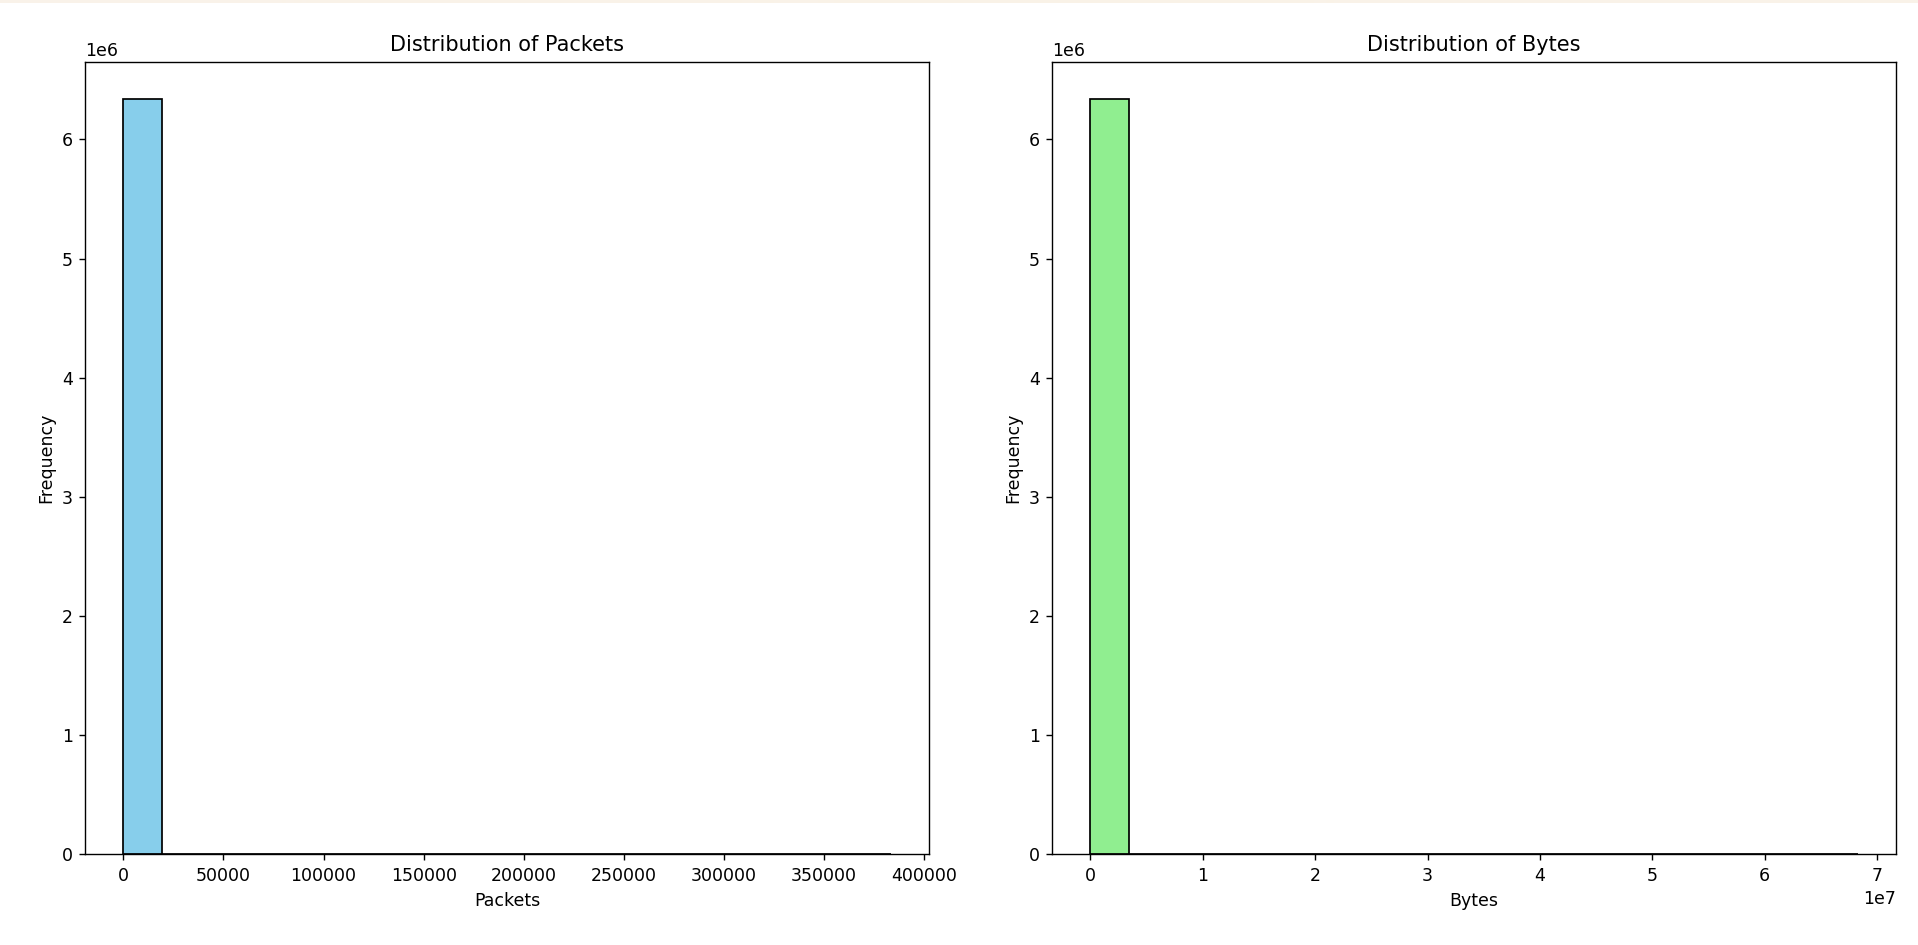 Distribution of Packets
1e6
6
5
4
3
2
1
0
Frequency
0 50000 100000 150000 200000 250000 300000 350000 400000
Packets
Distribution of Bytes
1e6
6
5
4
3
2
1
0
Frequency
0 1 2 3 4 5 6 7
1e7
Bytes